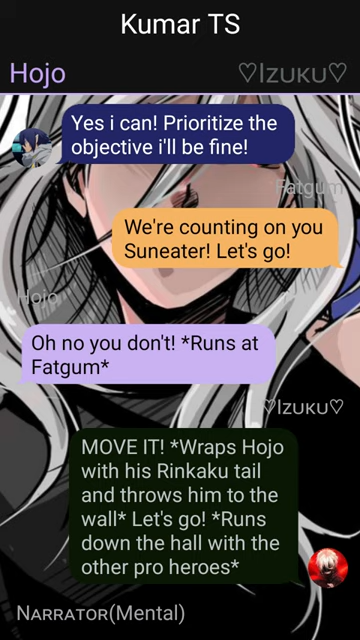 Kumar TS
Hojo
♡Izuku♡
Yes i can! Prioritize the
objective i'll be fine!
Fatgum
We're counting on you
Suneater! Let's go!
Hojo
Oh no you don't! *Runs at
Fatgum*
♡Izuku♡
MOVE IT! *Wraps Hojo
with his Rinkaku tail
and throws him to the
wall* Let's go! *Runs
down the hall with the
other pro heroes*
Narrator(Mental)